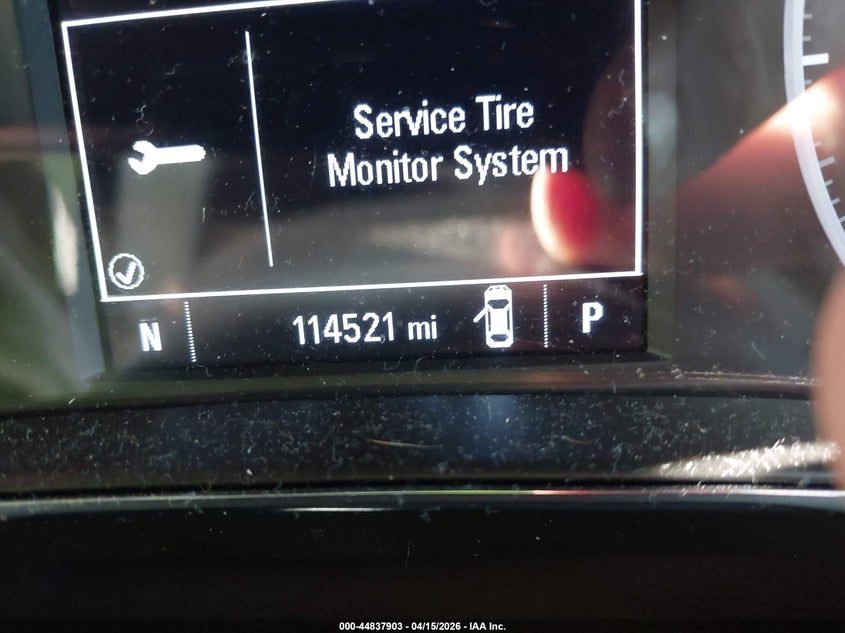 Service Tire
Monitor System
N
114521 mi
P
000-44837903 - 04/15/2026 - IAA Inc.